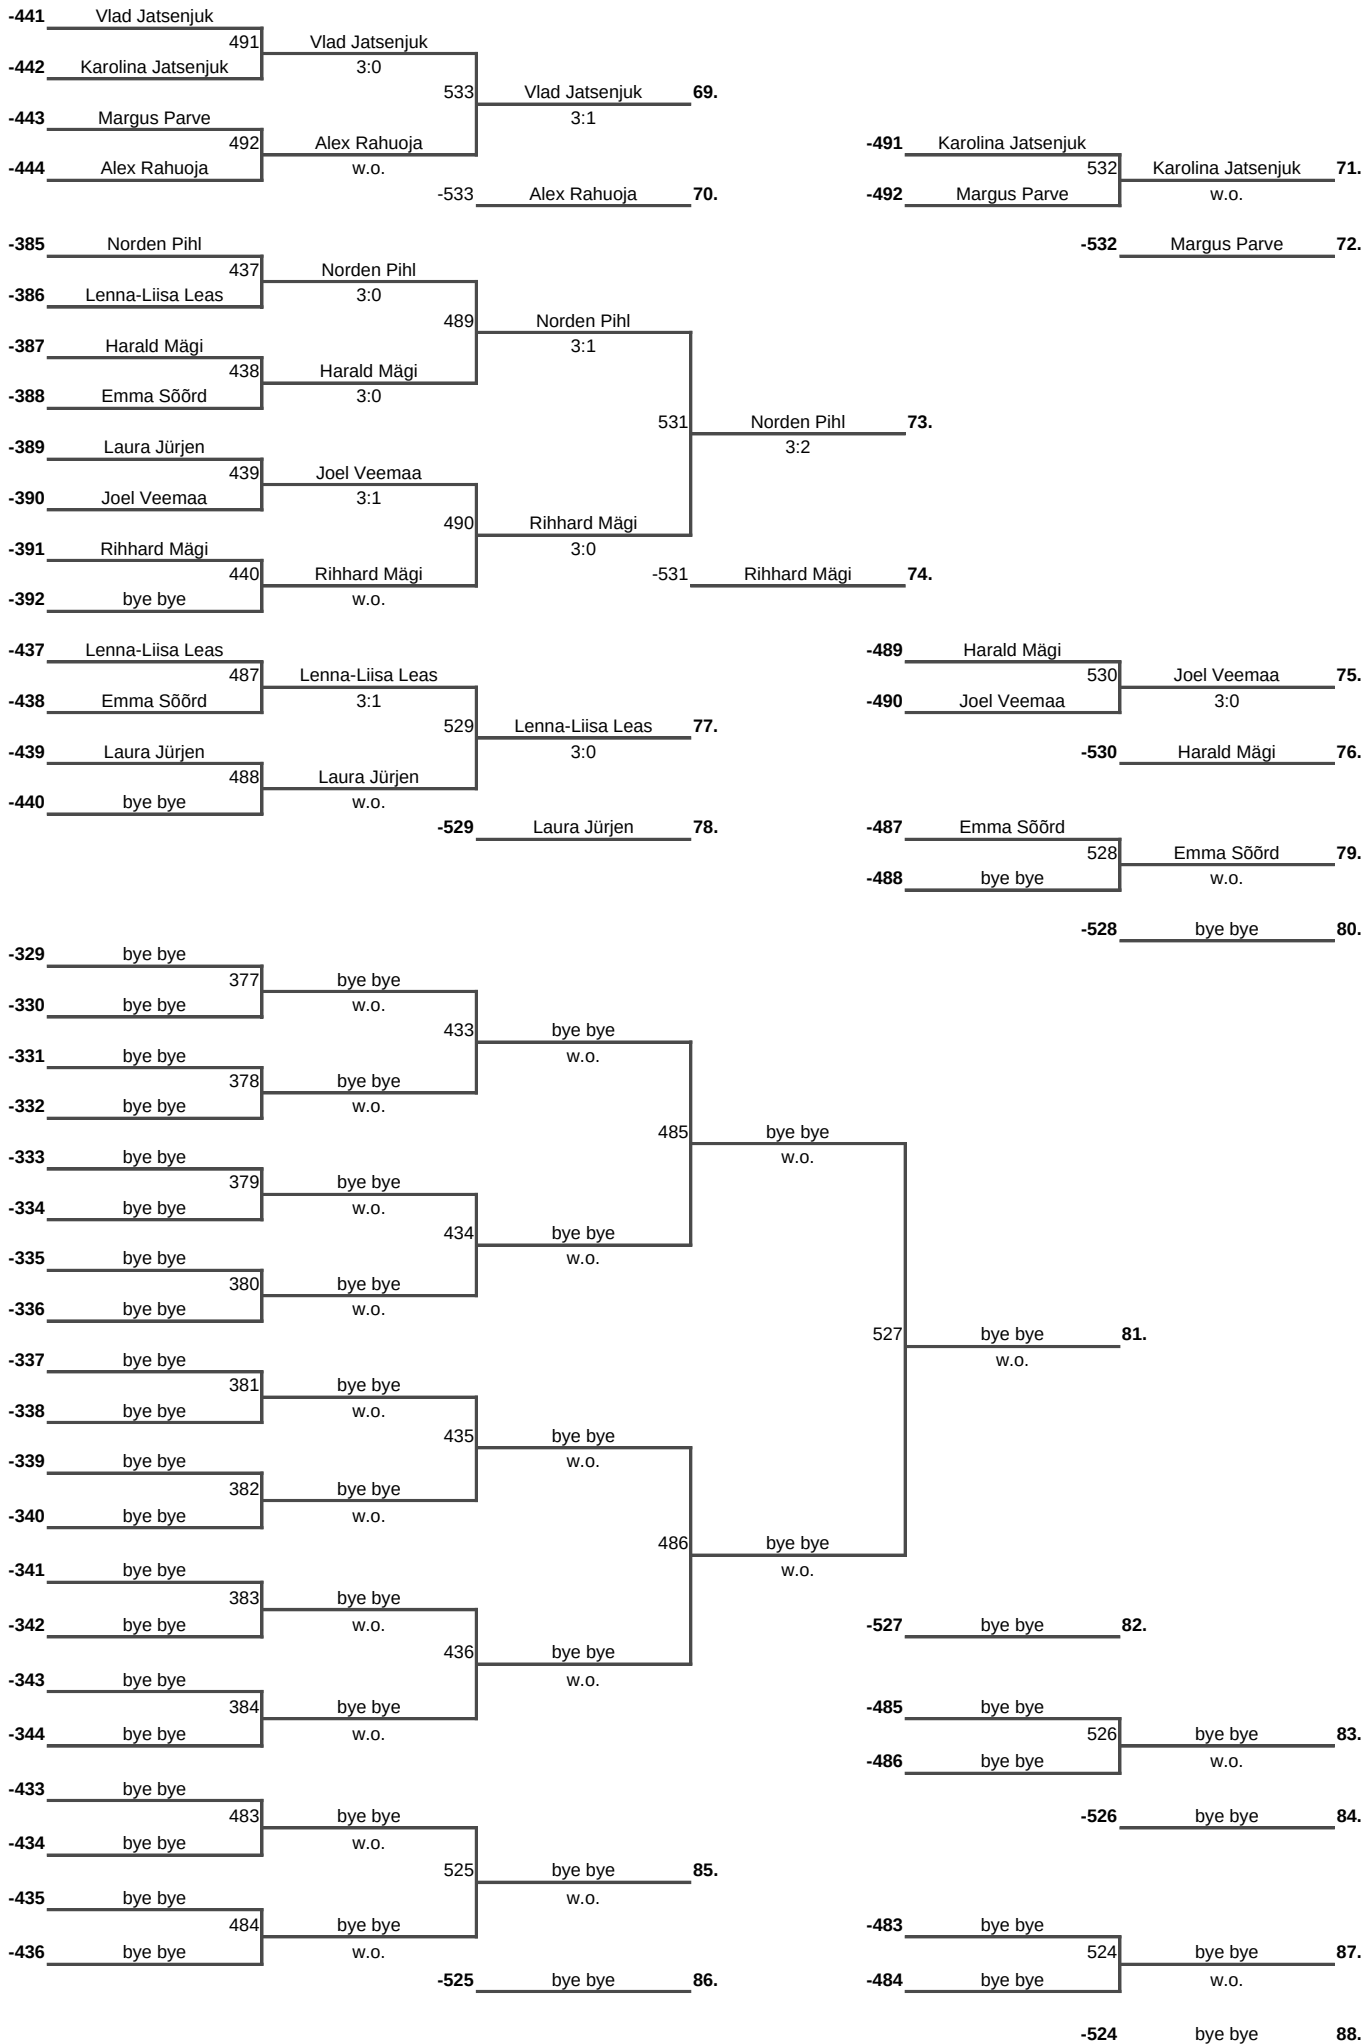 -441 Vlad Jatsenjuk
491 Vlad Jatsenjuk
-442 Karolina Jatsenjuk 3:0
533 Vlad Jatsenjuk 69.
-443 Margus Parve 3:1
492 Alex Rahuoja -491 Karolina Jatsenjuk
-444 Alex Rahuoja w.o. 532 Karolina Jatsenjuk 71.
-533 Alex Rahuoja 70. -492 Margus Parve w.o.
-385 Norden Pihl -532 Margus Parve 72.
437 Norden Pihl
-386 Lenna-Liisa Leas 3:0
489 Norden Pihl
-387 Harald Mägi 3:1
438 Harald Mägi
-388 Emma Sõõrd 3:0
531 Norden Pihl 73.
-389 Laura Jürjen 3:2
439 Joel Veemaa
-390 Joel Veemaa 3:1
490 Rihhard Mägi
-391 Rihhard Mägi 3:0
440 Rihhard Mägi -531 Rihhard Mägi 74.
-392 bye bye w.o.
-437 Lenna-Liisa Leas -489 Harald Mägi
487 Lenna-Liisa Leas 530 Joel Veemaa 75.
-438 Emma Sõõrd 3:1 -490 Joel Veemaa 3:0
529 Lenna-Liisa Leas 77.
-439 Laura Jürjen 3:0 -530 Harald Mägi 76.
488 Laura Jürjen
-440 bye bye w.o.
-529 Laura Jürjen 78. -487 Emma Sõõrd
528 Emma Sõõrd 79.
-488 bye bye w.o.
-528 bye bye 80.
-329 bye bye
377 bye bye
-330 bye bye w.o.
433 bye bye
-331 bye bye w.o.
378 bye bye
-332 bye bye w.o.
485 bye bye
-333 bye bye w.o.
379 bye bye
-334 bye bye w.o.
434 bye bye
-335 bye bye w.o.
380 bye bye
-336 bye bye w.o.
527 bye bye 81.
-337 bye bye w.o.
381 bye bye
-338 bye bye w.o.
435 bye bye
-339 bye bye w.o.
382 bye bye
-340 bye bye w.o.
486 bye bye
-341 bye bye w.o.
383 bye bye
-342 bye bye w.o. -527 bye bye 82.
436 bye bye
-343 bye bye w.o.
384 bye bye -485 bye bye
-344 bye bye w.o. 526 bye bye 83.
-486 bye bye w.o.
-433 bye bye
483 bye bye -526 bye bye 84.
-434 bye bye w.o.
525 bye bye 85.
-435 bye bye w.o.
484 bye bye -483 bye bye
-436 bye bye w.o. 524 bye bye 87.
-525 bye bye 86. -484 bye bye w.o.
-524 bye bye 88.